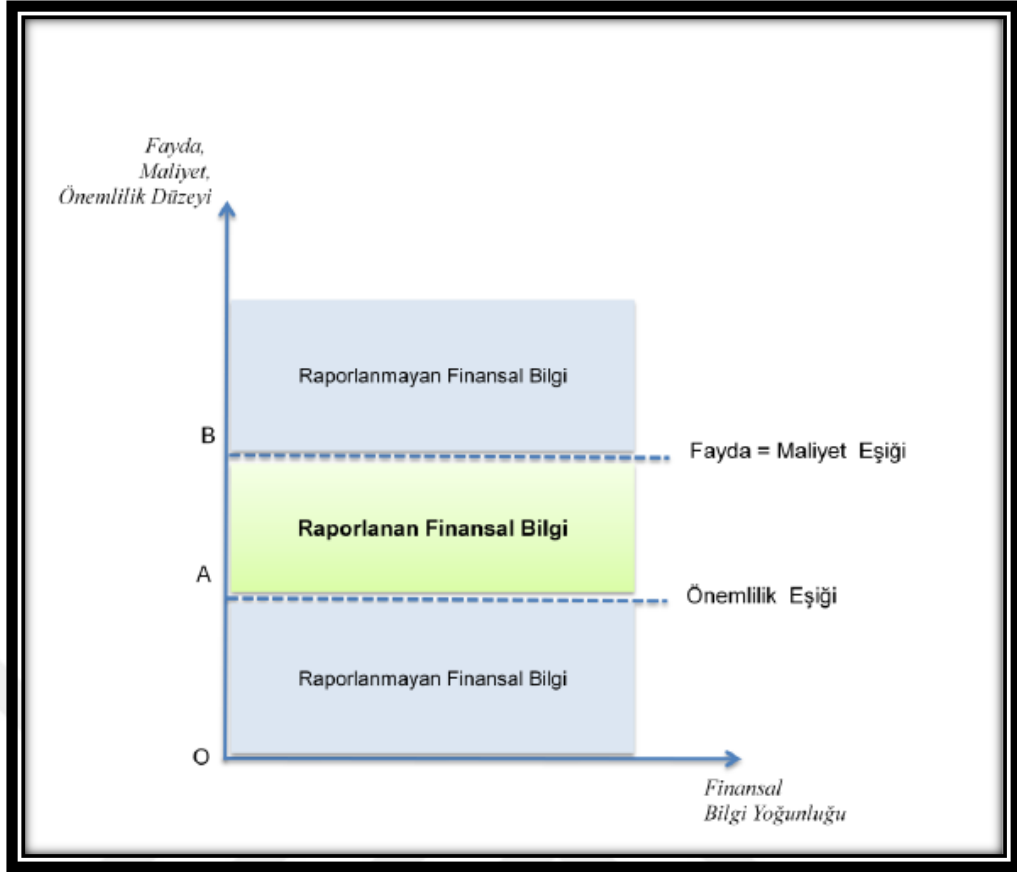 Fayda,
Maliyet,
Önemlilik Düzeyi
Raporlanmayan Finansal Bilgi
B
Fayda = Maliyet Eşiği
Raporlanan Finansal Bilgi
A
Önemlilik Eşiği
Raporlanmayan Finansal Bilgi
O
Finansal
Bilgi Yoğunluğu